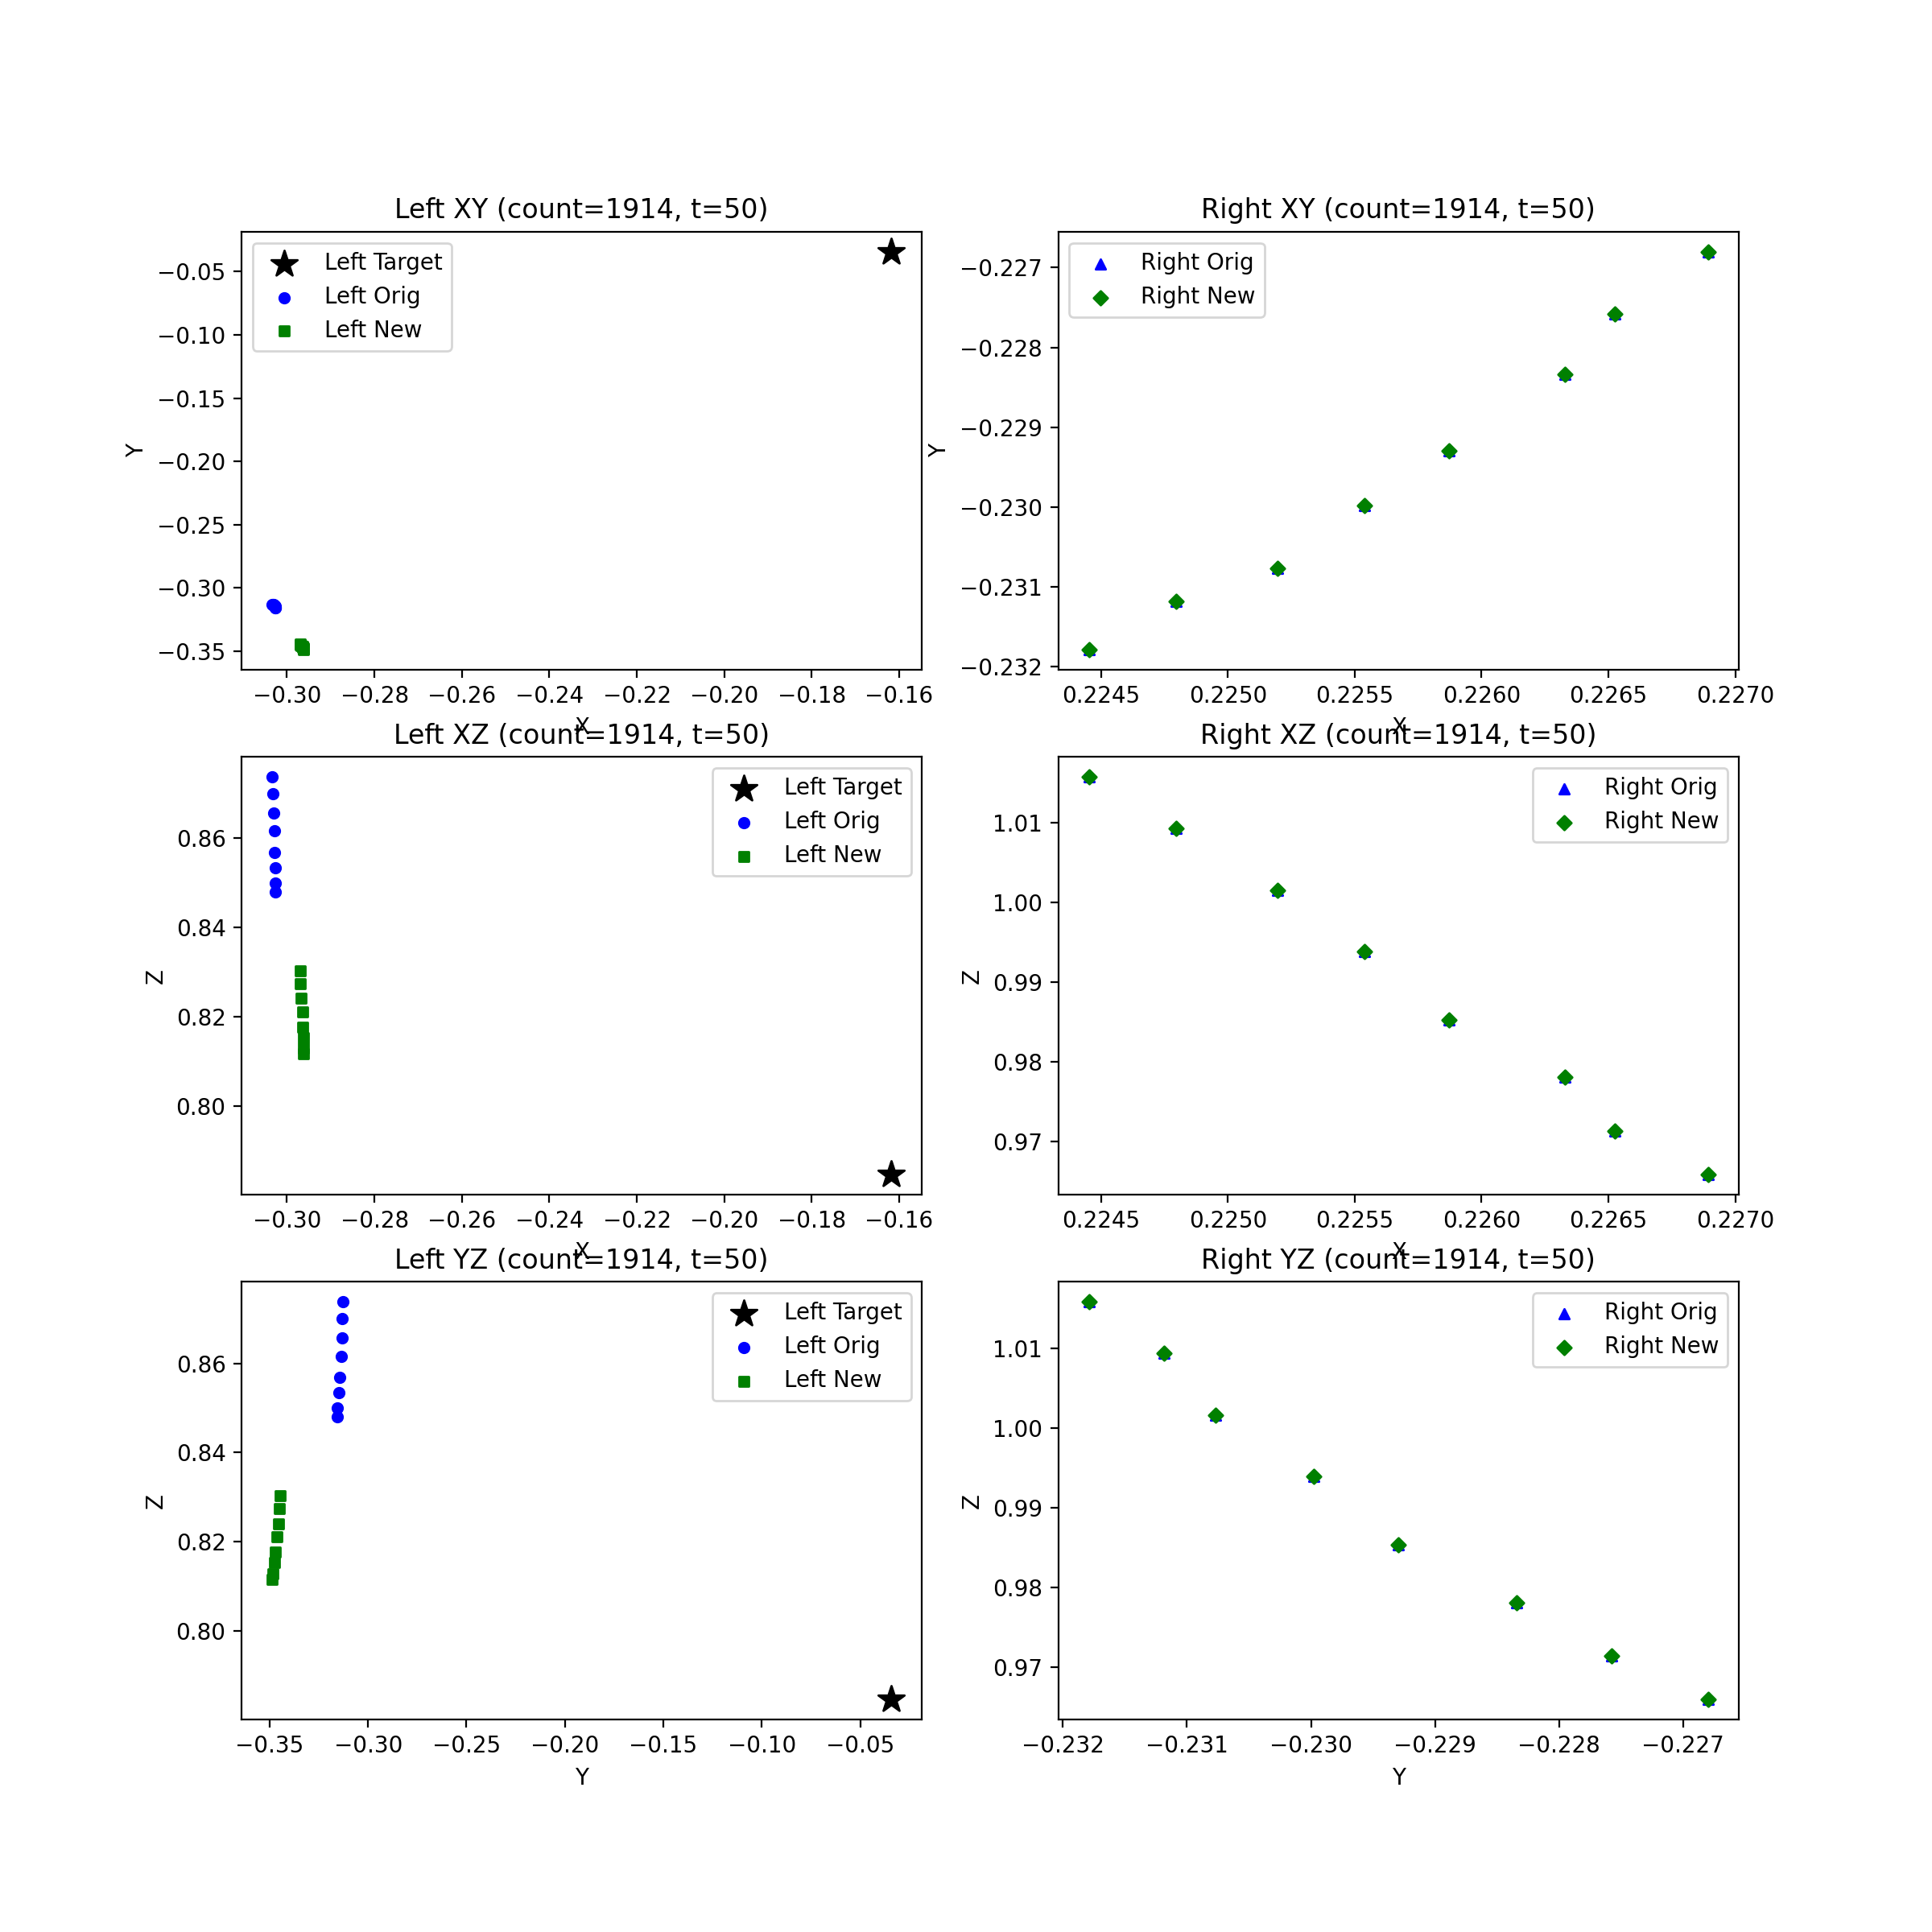 Left XY (count=1914, t=50)
Left Target
Left Orig
Left New
−0.05
−0.10
−0.15
−0.20
−0.25
−0.30
−0.35
Y
−0.30 −0.28 −0.26 −0.24 −0.22 −0.20 −0.18 −0.16
X
Right XY (count=1914, t=50)
Right Orig
Right New
−0.227
−0.228
−0.229
−0.230
−0.231
−0.232
Y
0.2245 0.2250 0.2255 0.2260 0.2265 0.2270
X
Left XZ (count=1914, t=50)
Left Target
Left Orig
Left New
0.86
0.84
0.82
0.80
Z
−0.30 −0.28 −0.26 −0.24 −0.22 −0.20 −0.18 −0.16
X
Right XZ (count=1914, t=50)
Right Orig
Right New
1.01
1.00
0.99
0.98
0.97
Z
0.2245 0.2250 0.2255 0.2260 0.2265 0.2270
X
Left YZ (count=1914, t=50)
Left Target
Left Orig
Left New
0.86
0.84
0.82
0.80
Z
−0.35 −0.30 −0.25 −0.20 −0.15 −0.10 −0.05
Y
Right YZ (count=1914, t=50)
Right Orig
Right New
1.01
1.00
0.99
0.98
0.97
Z
−0.232 −0.231 −0.230 −0.229 −0.228 −0.227
Y